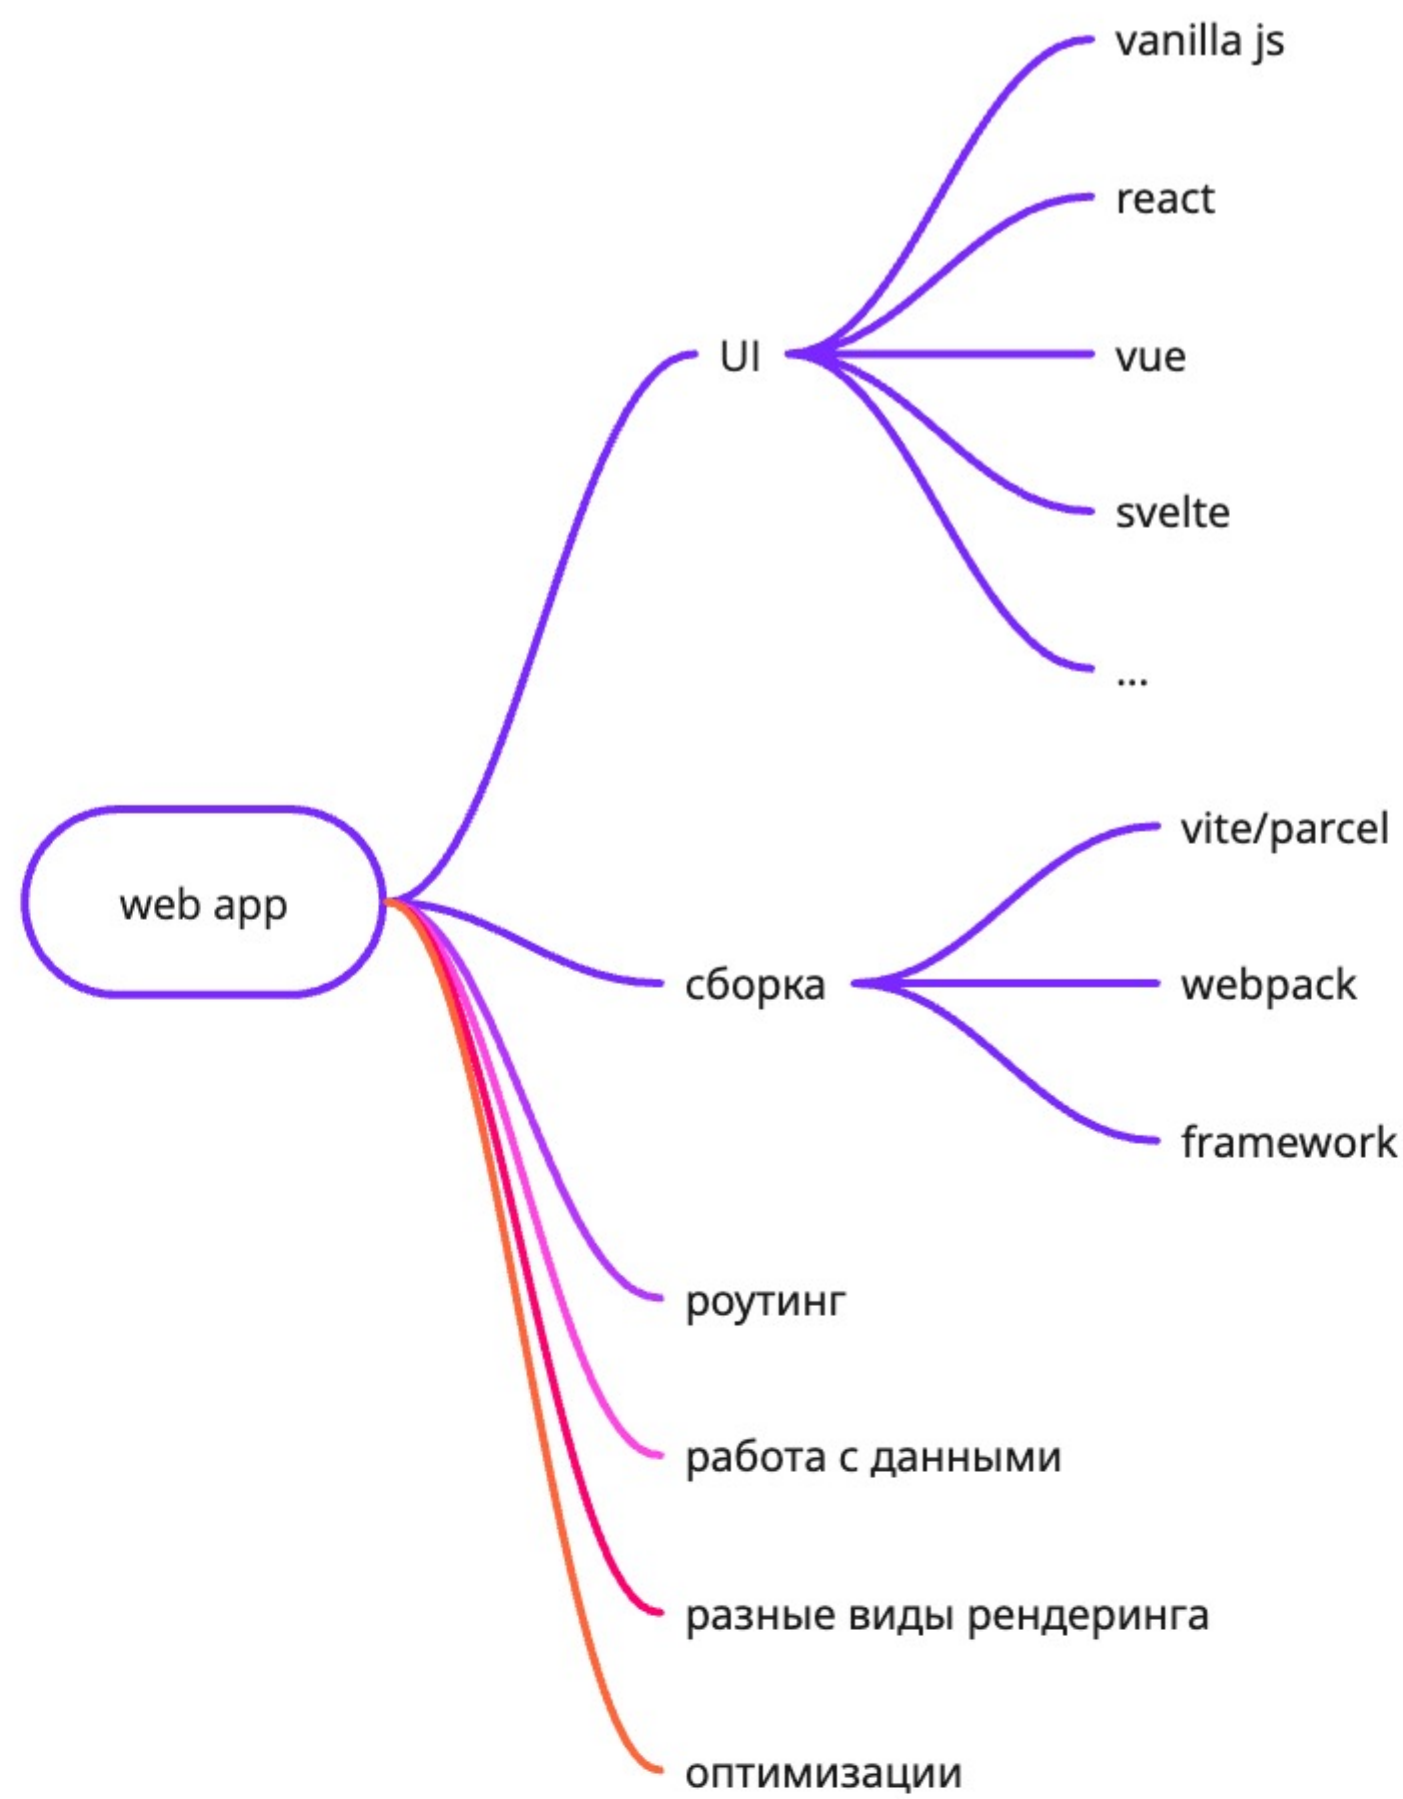 vanilla js
react
UI
vue
svelte
...
web app
vite/parcel
сборка
webpack
framework
роутинг
работа с данными
разные виды рендеринга
оптимизации